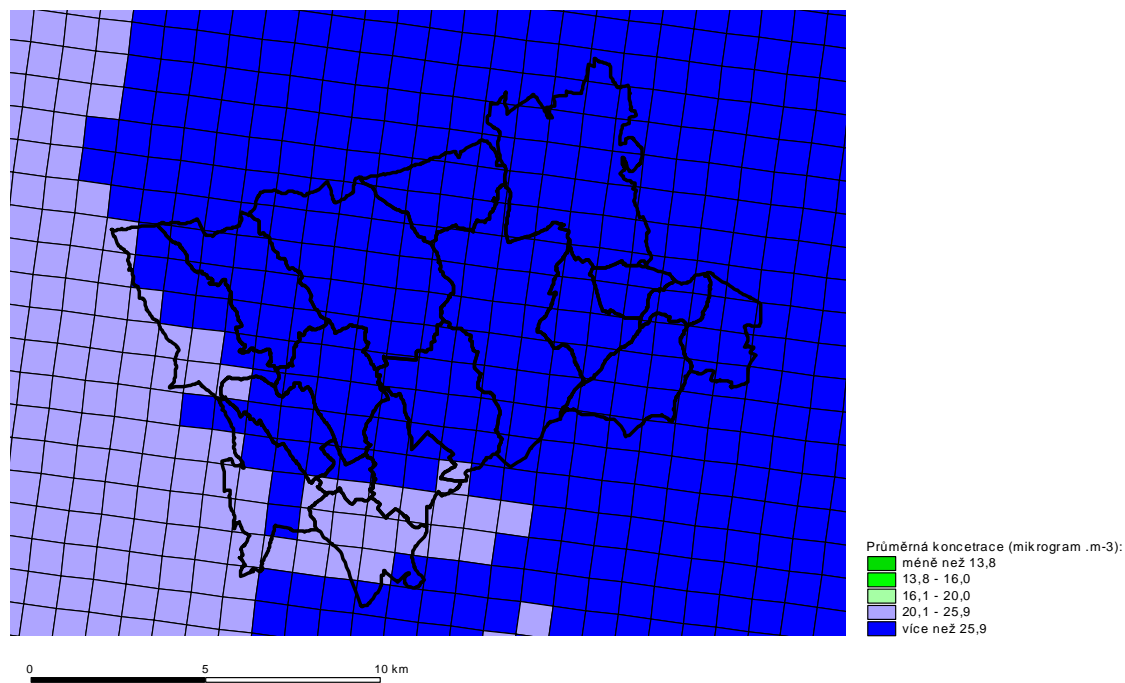 Průměrná koncetrace (mikrogram .m-3):
méně než 13,8
13,8 - 16,0
16,1 - 20,0
20,1 - 25,9
více než 25,9
0 5 10 km